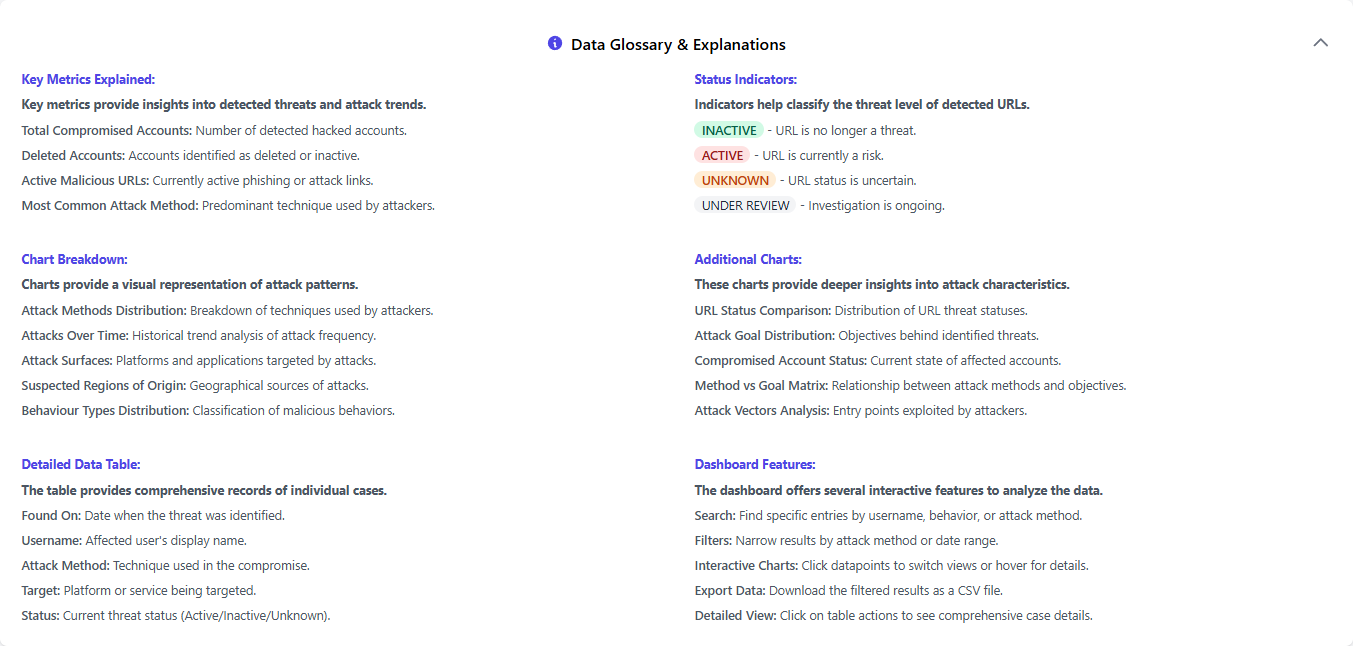 Data Glossary & Explanations
Key Metrics Explained:
Key metrics provide insights into detected threats and attack trends.
Total Compromised Accounts: Number of detected hacked accounts.
Deleted Accounts: Accounts identified as deleted or inactive.
Active Malicious URLs: Currently active phishing or attack links.
Most Common Attack Method: Predominant technique used by attackers.
Status Indicators:
Indicators help classify the threat level of detected URLs.
INACTIVE - URL is no longer a threat.
ACTIVE - URL is currently a risk.
UNKNOWN - URL status is uncertain.
UNDER REVIEW - Investigation is ongoing.
Chart Breakdown:
Charts provide a visual representation of attack patterns.
Attack Methods Distribution: Breakdown of techniques used by attackers.
Attacks Over Time: Historical trend analysis of attack frequency.
Attack Surfaces: Platforms and applications targeted by attacks.
Suspected Regions of Origin: Geographical sources of attacks.
Behaviour Types Distribution: Classification of malicious behaviors.
Additional Charts:
These charts provide deeper insights into attack characteristics.
URL Status Comparison: Distribution of URL threat statuses.
Attack Goal Distribution: Objectives behind identified threats.
Compromised Account Status: Current state of affected accounts.
Method vs Goal Matrix: Relationship between attack methods and objectives.
Attack Vectors Analysis: Entry points exploited by attackers.
Detailed Data Table:
The table provides comprehensive records of individual cases.
Found On: Date when the threat was identified.
Username: Affected user's display name.
Attack Method: Technique used in the compromise.
Target: Platform or service being targeted.
Status: Current threat status (Active/Inactive/Unknown).
Dashboard Features:
The dashboard offers several interactive features to analyze the data.
Search: Find specific entries by username, behavior, or attack method.
Filters: Narrow results by attack method or date range.
Interactive Charts: Click datapoints to switch views or hover for details.
Export Data: Download the filtered results as a CSV file.
Detailed View: Click on table actions to see comprehensive case details.